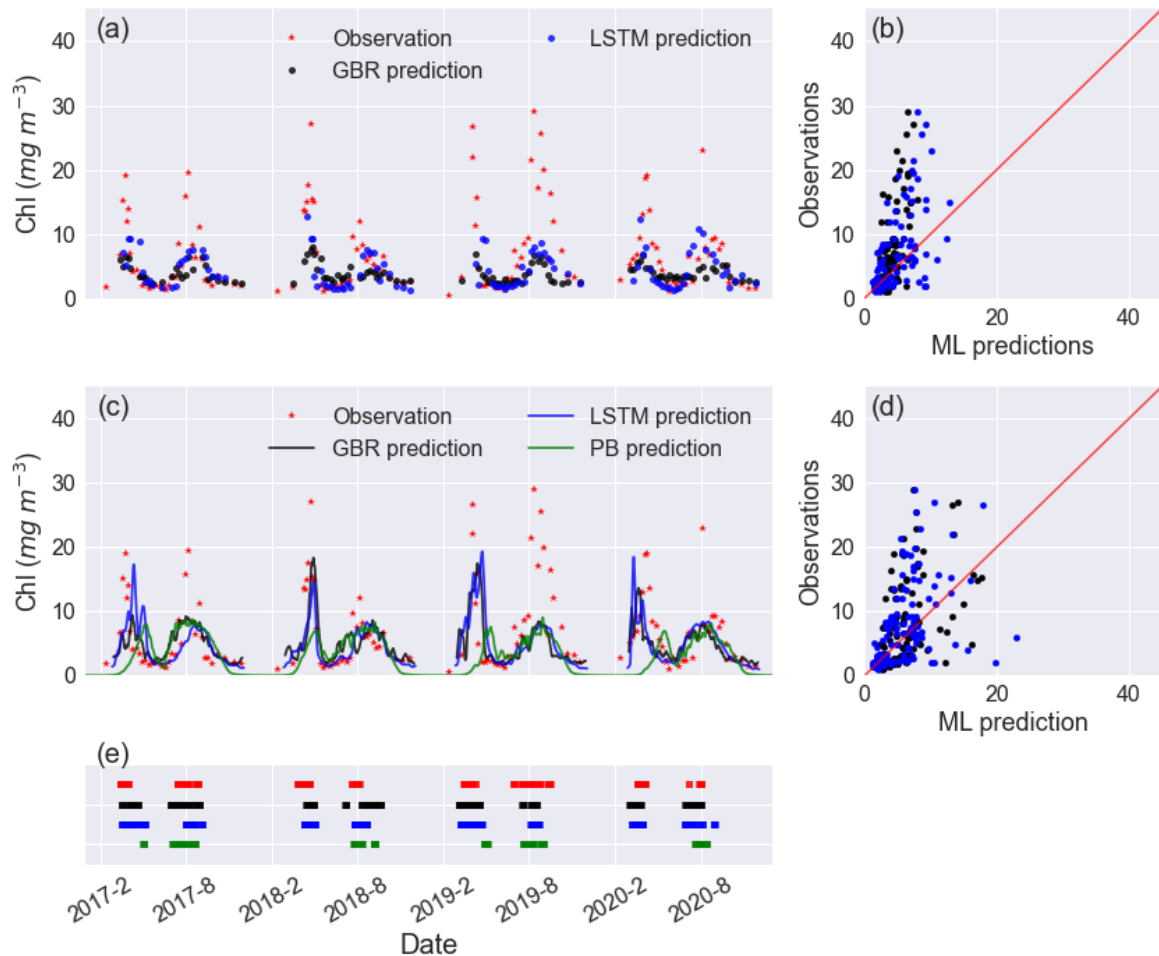 (a)
Observation
LSTM prediction
GBR prediction
Chl (mg m⁻³)
40
30
20
10
0
(b)
Observations
40
30
20
10
0
0
20
40
ML predictions
(c)
Observation
LSTM prediction
GBR prediction
PB prediction
Chl (mg m⁻³)
40
30
20
10
0
(d)
Observations
40
30
20
10
0
0
20
40
ML prediction
(e)
2017-2
2017-8
2018-2
2018-8
2019-2
2019-8
2020-2
2020-8
Date